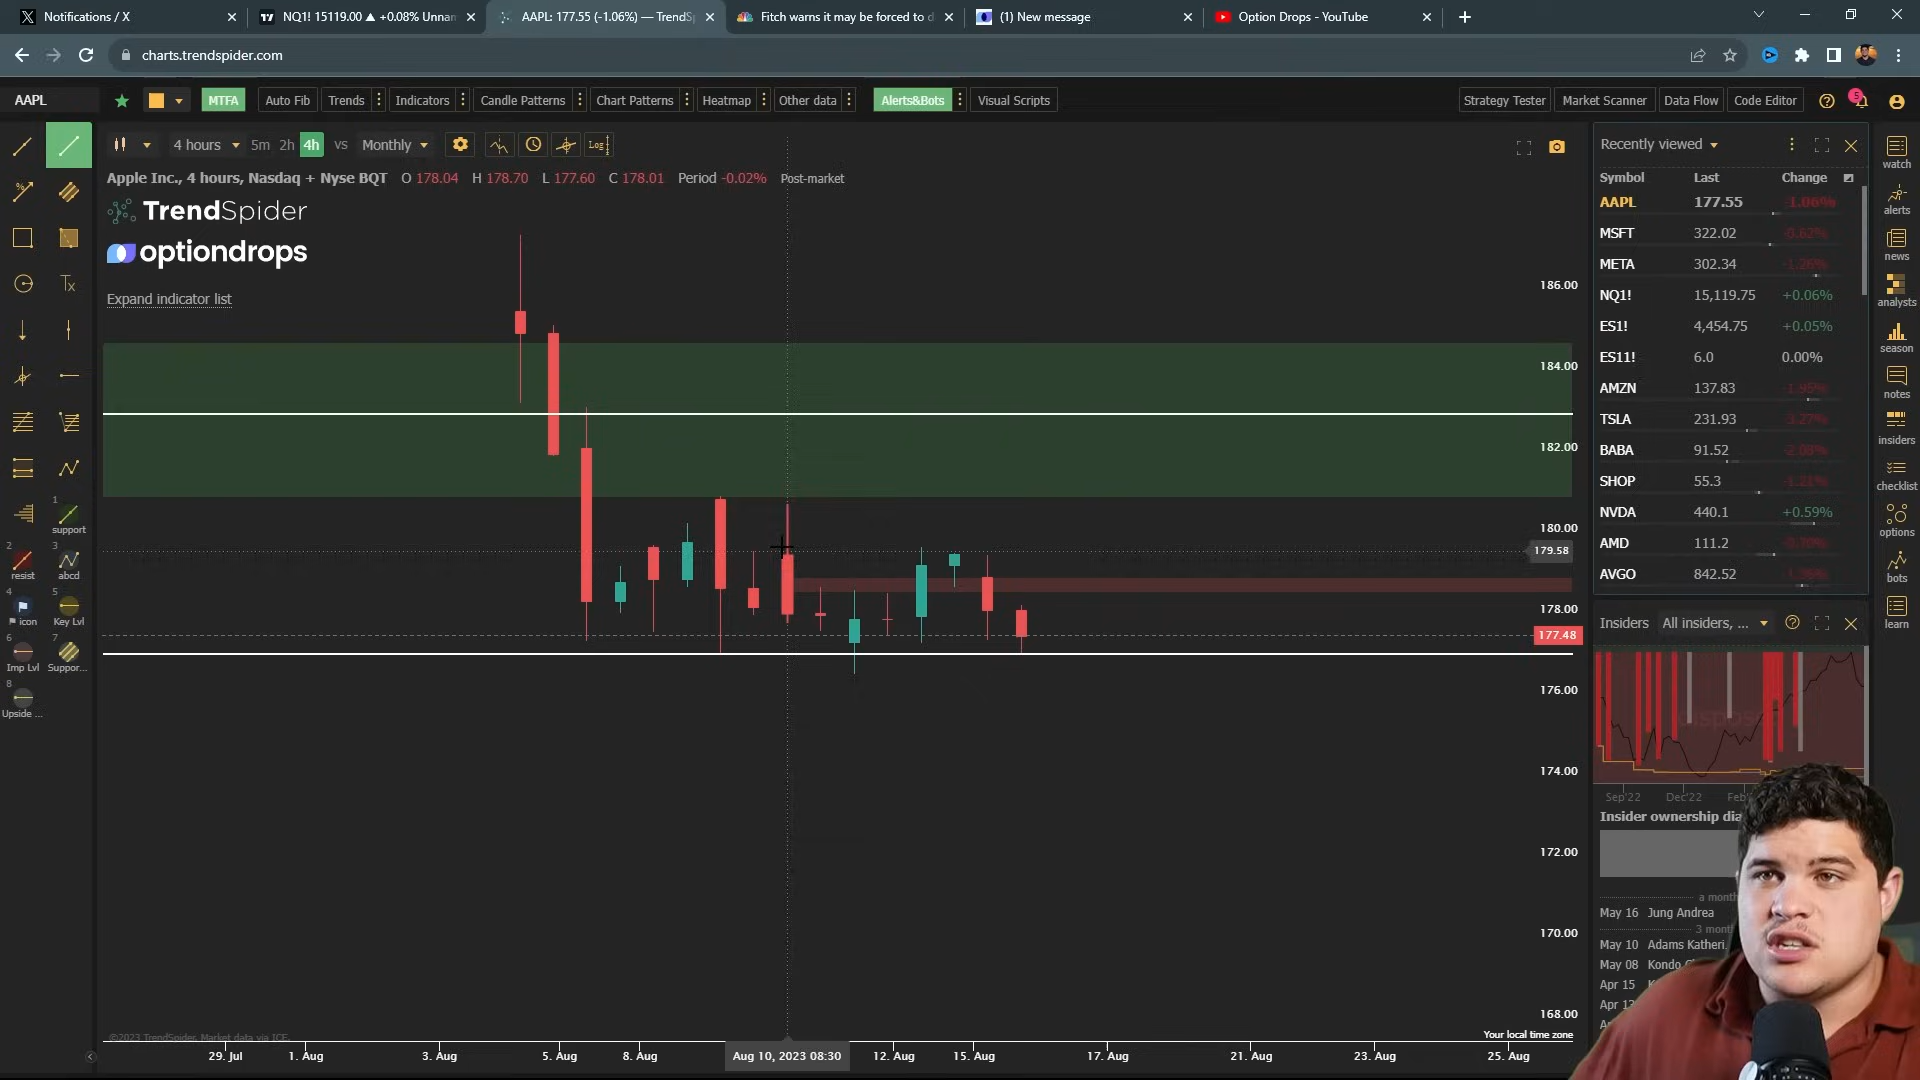 Notifications / X
NQ1! 15119.00 ▲ +0.08% Unnan
AAPL: 177.55 (-1.06%) — TrendS
Fitch warns it may be forced to d
(1) New message
Option Drops - YouTube
charts.trendspider.com
AAPL
MTFA
Auto Fib
Trends
Indicators
Candle Patterns
Chart Patterns
Heatmap
Other data
Alerts&Bots
Visual Scripts
Strategy Tester
Market Scanner
Data Flow
Code Editor
5
4 hours
5m
2h
4h
vs
Monthly
Log
Apple Inc., 4 hours, Nasdaq + Nyse BQT O 178.04 H 178.70 L 177.60 C 178.01 Period -0.02% Post-market
TrendSpider
optiondrops
Expand indicator list
186.00
184.00
182.00
180.00
179.58
178.00
177.48
176.00
174.00
172.00
170.00
168.00
Your local time zone
©2023 TrendSpider. Market data via ICE.
29. Jul
1. Aug
3. Aug
5. Aug
8. Aug
Aug 10, 2023 08:30
12. Aug
15. Aug
17. Aug
21. Aug
23. Aug
25. Aug
Tx
1
support
2
resist
3
abcd
4
icon
5
Key Lvl
6
Imp Lvl
7
Suppor...
8
Upside ...
Recently viewed
Symbol Last Change
AAPL 177.55 -1.06%
MSFT 322.02 -0.62%
META 302.34 -1.26%
NQ1! 15,119.75 +0.06%
ES1! 4,454.75 +0.05%
ES11! 6.0 0.00%
AMZN 137.83 -1.95%
TSLA 231.93 -3.27%
BABA 91.52
SHOP 55.3 -1.21%
NVDA 440.1 +0.59%
AMD 111.2
AVGO 842.52
Insiders
All insiders, ...
Sep'22
Dec'22
Feb'
Insider ownership dia
a month
May 16 Jung Andrea
3 mont
May 10 Adams Katheri.
May 08 Kondo C
Apr 15
Apr 13
watch
alerts
news
analysts
season
notes
insiders
checklist
options
bots
learn